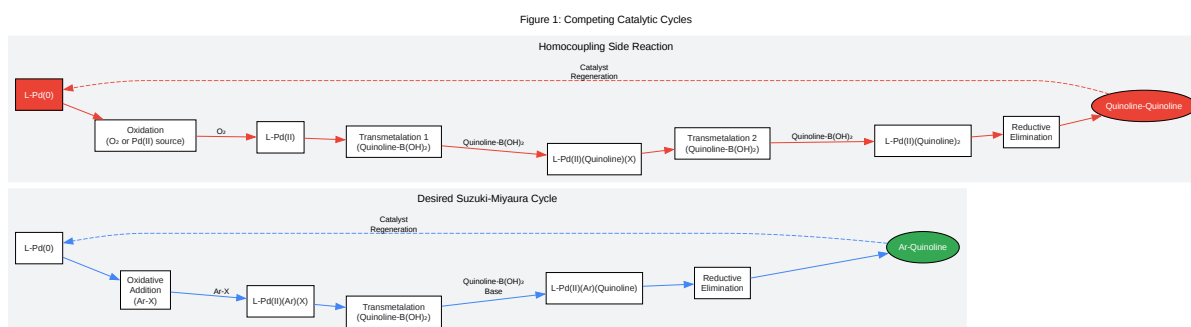 Figure 1: Competing Catalytic Cycles
Homocoupling Side Reaction
Catalyst
Regeneration
L-Pd(0)
Quinoline-Quinoline
Oxidation
(O₂ or Pd(II) source)
O₂
L-Pd(II)
Transmetalation 1
(Quinoline-B(OH)₂)
Quinoline-B(OH)₂
L-Pd(II)(Quinoline)(X)
Transmetalation 2
(Quinoline-B(OH)₂)
Quinoline-B(OH)₂
L-Pd(II)(Quinoline)₂
Reductive
Elimination
Desired Suzuki-Miyaura Cycle
Catalyst
Regeneration
L-Pd(0)
Ar-Quinoline
Oxidative
Addition
(Ar-X)
Ar-X
L-Pd(II)(Ar)(X)
Transmetalation
(Quinoline-B(OH)₂)
Quinoline-B(OH)₂
Base
L-Pd(II)(Ar)(Quinoline)
Reductive
Elimination